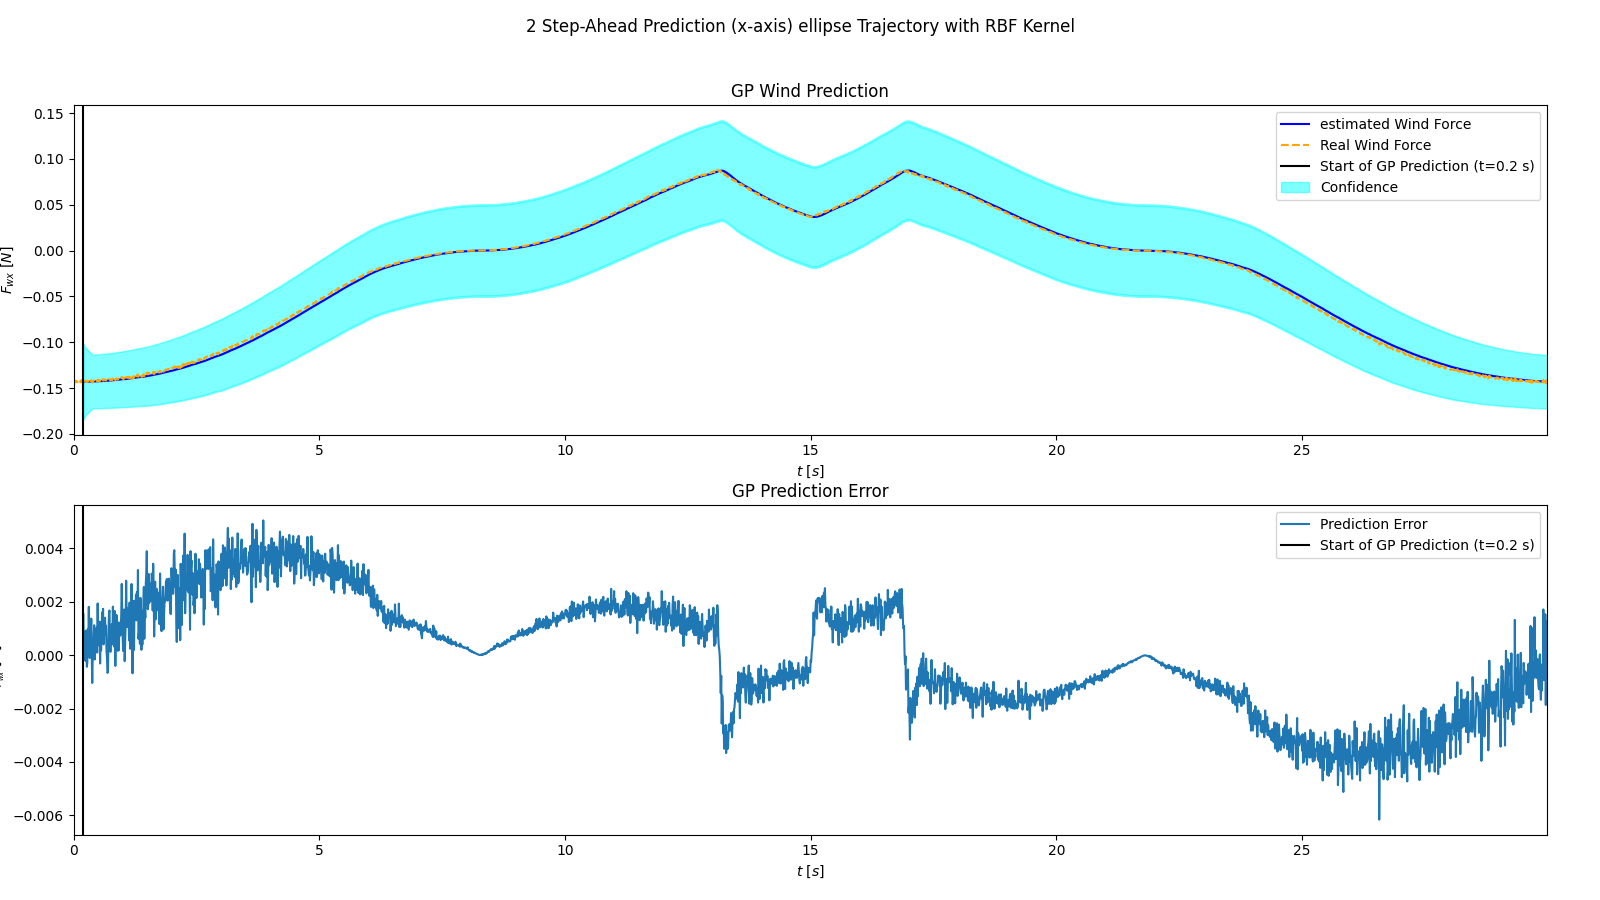 2 Step-Ahead Prediction (x-axis) ellipse Trajectory with RBF Kernel
GP Wind Prediction
0.15
0.10
0.05
0.00
−0.05
−0.10
−0.15
−0.20
F_wx [N]
estimated Wind Force
Real Wind Force
Start of GP Prediction (t=0.2 s)
Confidence
0 5 10 15 20 25
t [s]
GP Prediction Error
0.004
0.002
0.000
−0.002
−0.004
−0.006
Prediction Error
Start of GP Prediction (t=0.2 s)
0 5 10 15 20 25
t [s]